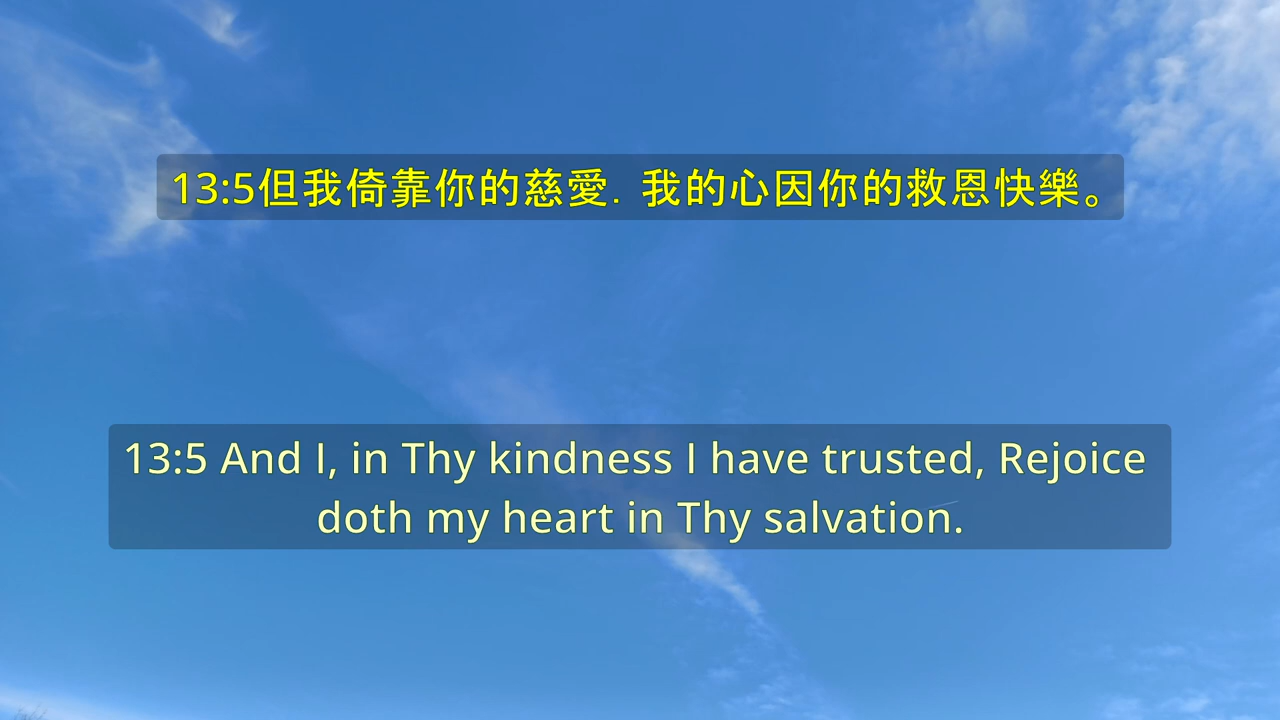 13:5但我倚靠你的慈愛. 我的心因你的救恩快樂。
13:5 And I, in Thy kindness I have trusted, Rejoice
doth my heart in Thy salvation.